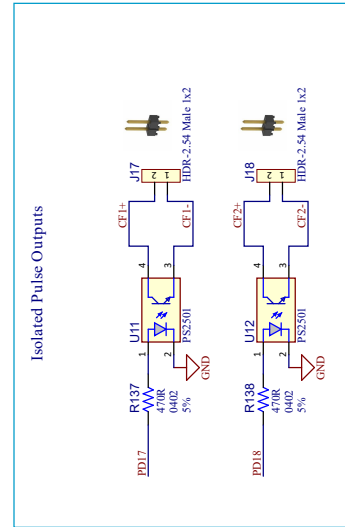 Isolated Pulse Outputs
J17
1 2
HDR-2.54 Male 1x2
CF1+
CF1-
4
3
U11
PS2501
1
2
GND
R137
470R
0402
5%
PD17
J18
1 2
HDR-2.54 Male 1x2
CF2+
CF2-
4
3
U12
PS2501
1
2
GND
R138
470R
0402
5%
PD18